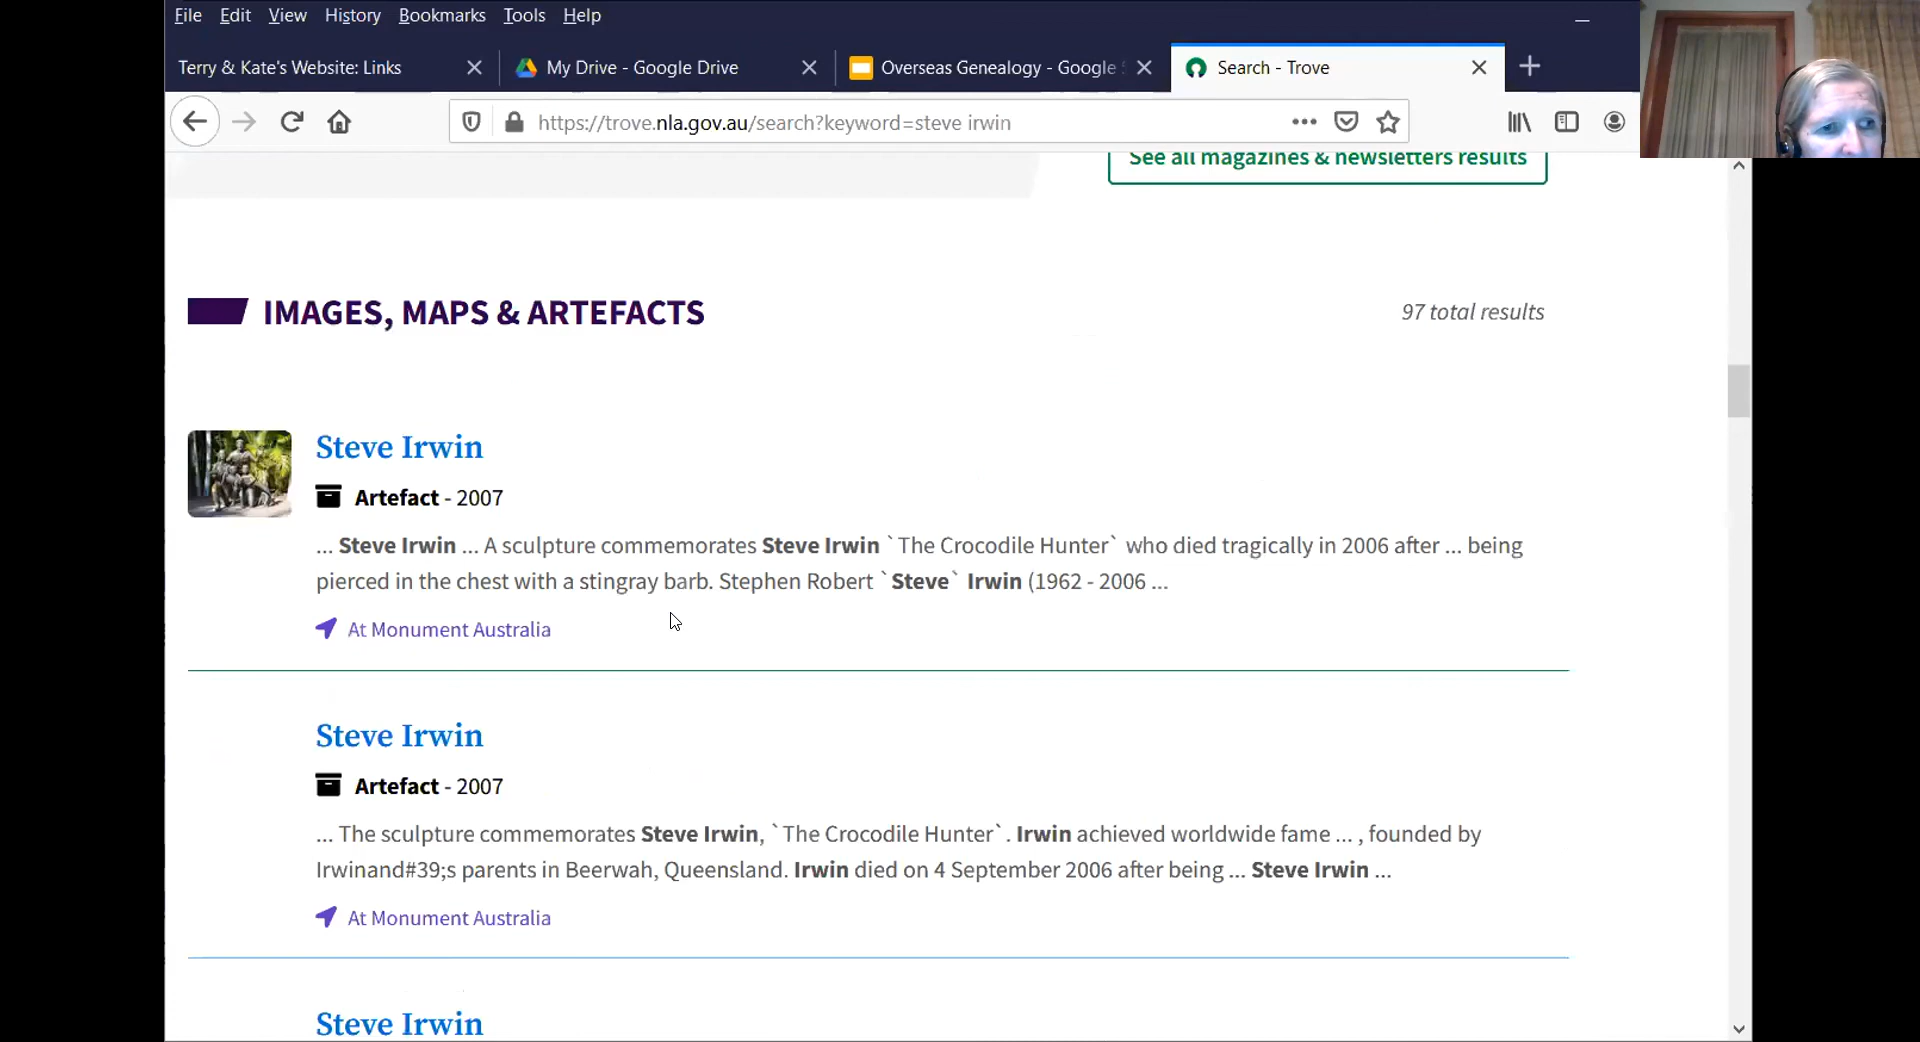 File Edit View History Bookmarks Tools Help
Terry & Kate's Website: Links My Drive - Google Drive Overseas Genealogy - Google Search - Trove
https://trove.nla.gov.au/search?keyword=steve irwin
See all magazines & newsletters results
IMAGES, MAPS & ARTEFACTS 97 total results
Steve Irwin
Artefact - 2007
... Steve Irwin ... A sculpture commemorates Steve Irwin `The Crocodile Hunter` who died tragically in 2006 after ... being
pierced in the chest with a stingray barb. Stephen Robert `Steve` Irwin (1962 - 2006 ...
At Monument Australia
Steve Irwin
Artefact - 2007
... The sculpture commemorates Steve Irwin, `The Crocodile Hunter`. Irwin achieved worldwide fame ... , founded by
Irwinand#39;s parents in Beerwah, Queensland. Irwin died on 4 September 2006 after being ... Steve Irwin ...
At Monument Australia
Steve Irwin